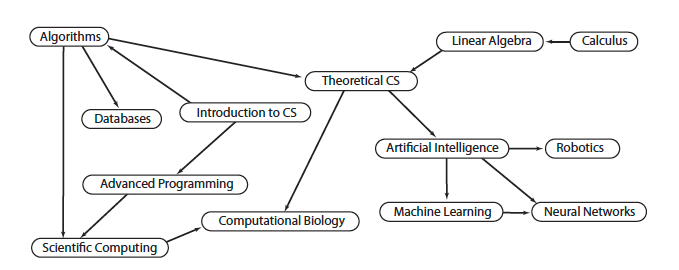 Algorithms
Linear Algebra
Calculus
Theoretical CS
Databases
Introduction to CS
Artificial Intelligence
Robotics
Advanced Programming
Machine Learning
Neural Networks
Computational Biology
Scientific Computing